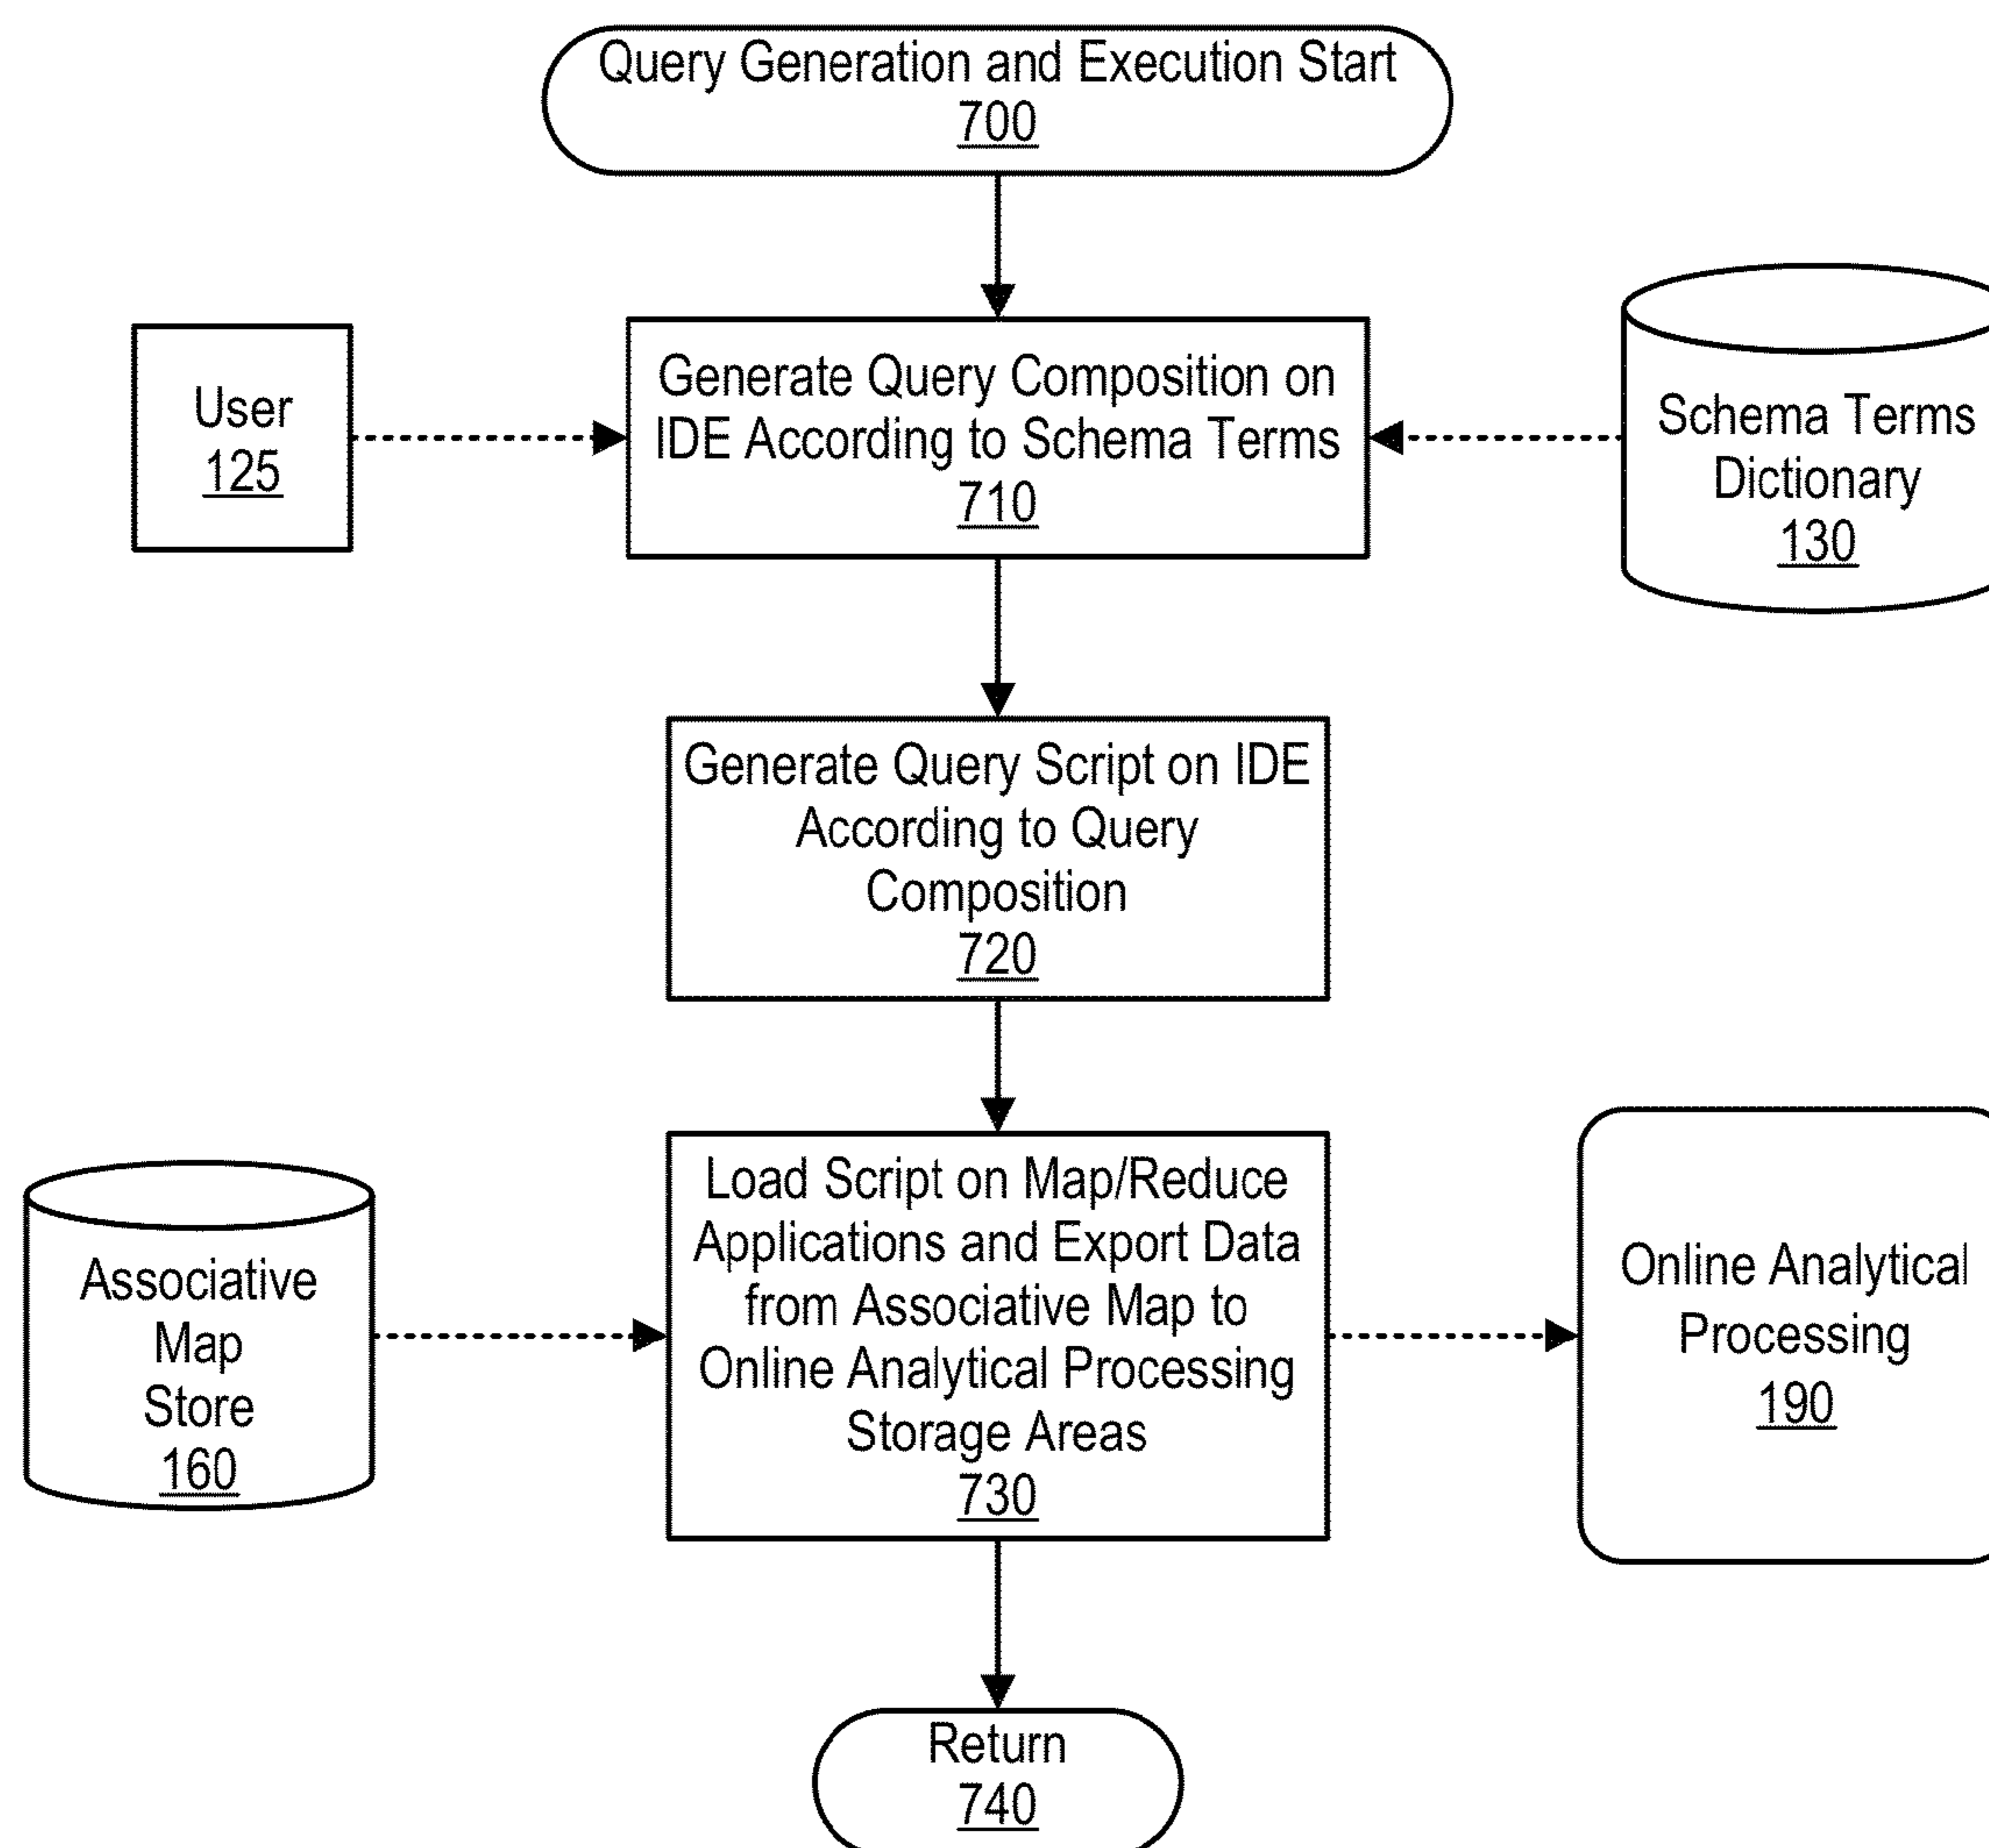 Query Generation and Execution Start
700
User
125
Generate Query Composition on
IDE According to Schema Terms
710
Schema Terms
Dictionary
130
Generate Query Script on IDE
According to Query
Composition
720
Associative
Map
Store
160
Load Script on Map/Reduce
Applications and Export Data
from Associative Map to
Online Analytical Processing
Storage Areas
730
Online Analytical
Processing
190
Return
740